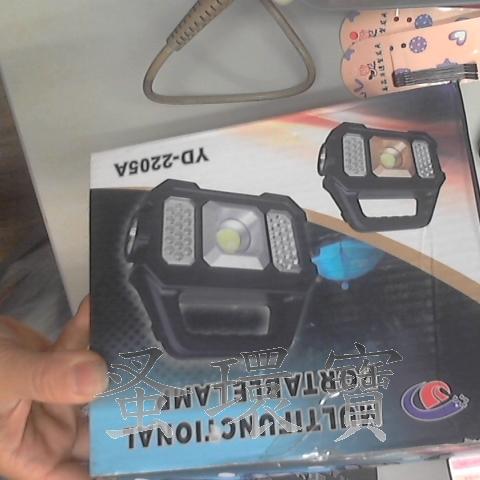 MULTIFUNCTIONAL
PORTABLE LAMP
YD-2205A
蚤環寶